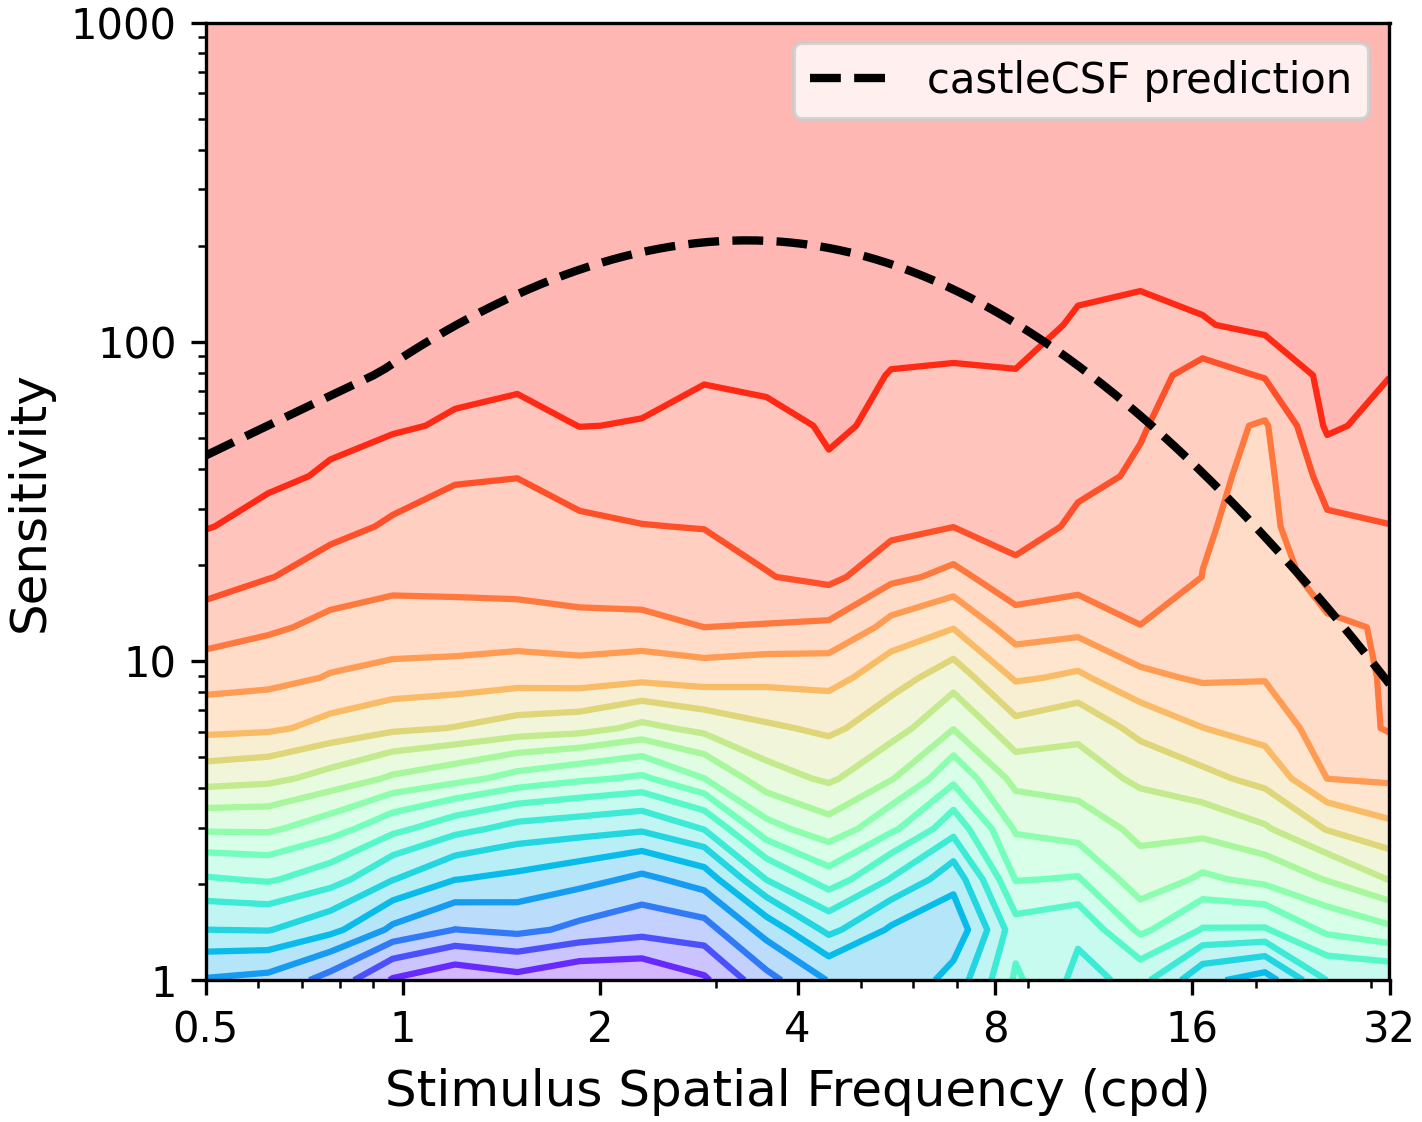 1000
castleCSF prediction
100
Sensitivity
10
1
0.5 1 2 4 8 16 32
Stimulus Spatial Frequency (cpd)